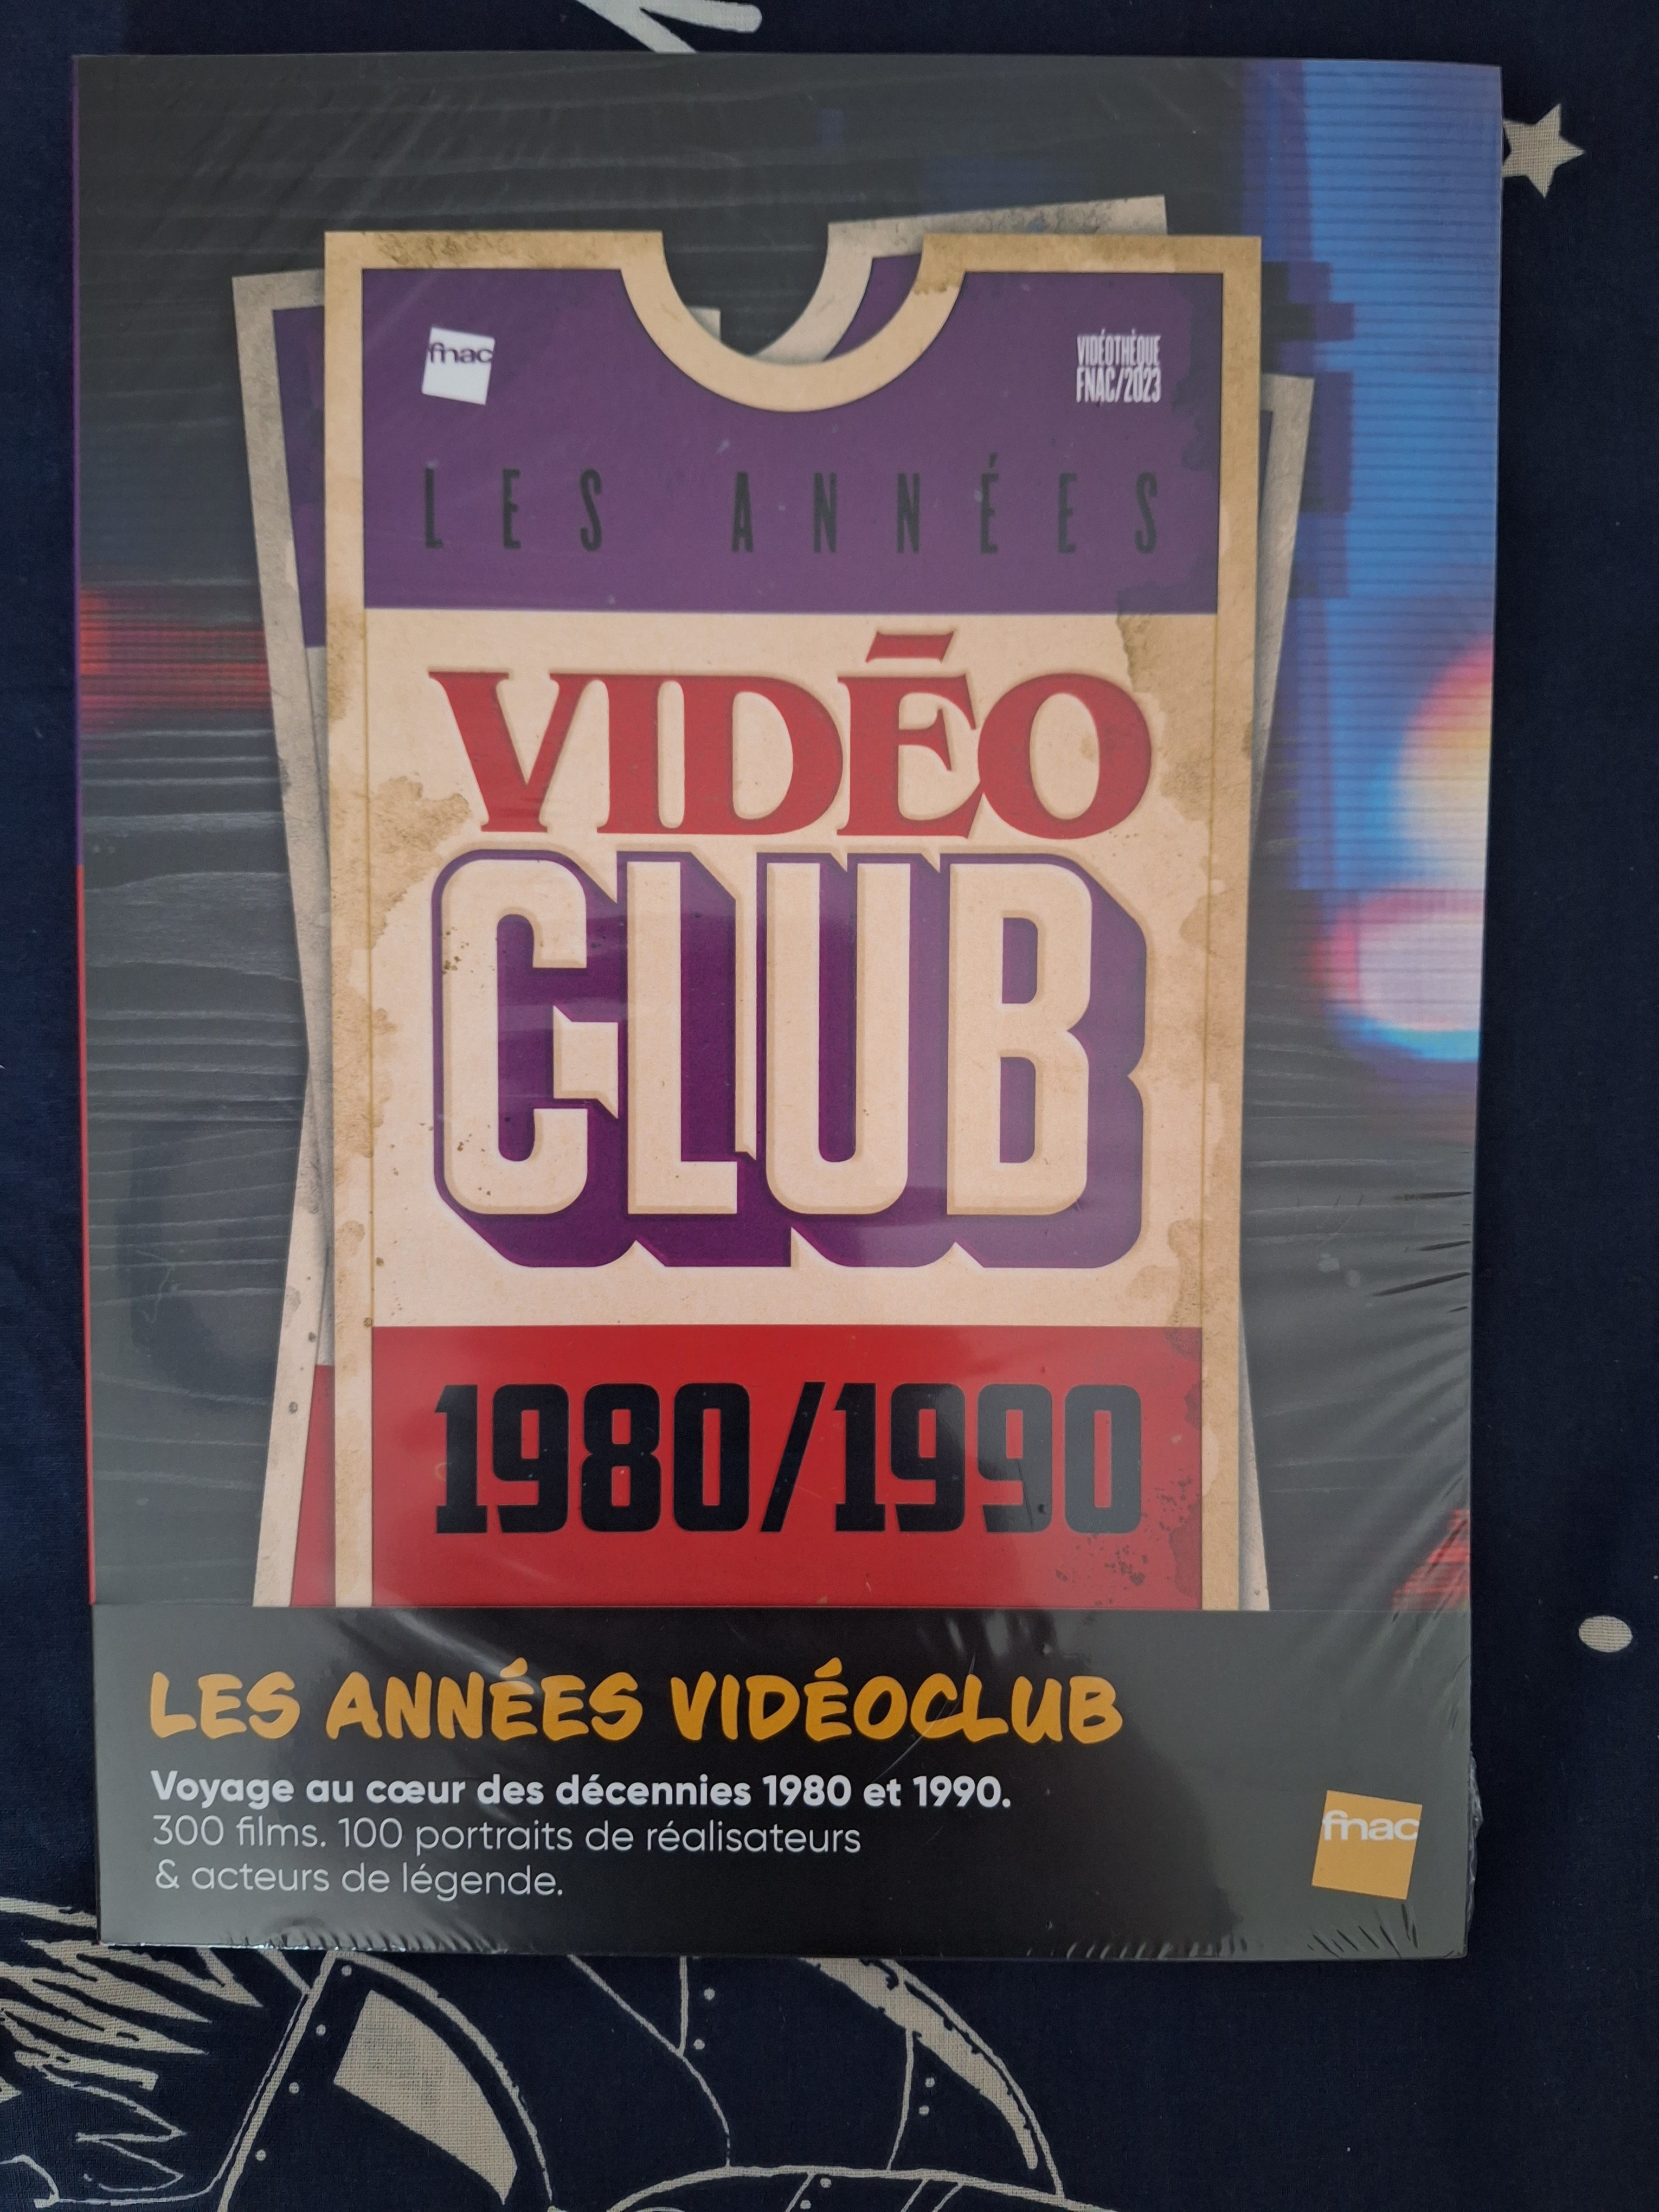 fnac
VIDÉOTHÈQUE
FNAC/2023
LES ANNÉES
VIDÉO
CLUB
1980/1990
LES ANNÉES VIDÉOCLUB
Voyage au cœur des décennies 1980 et 1990.
300 films. 100 portraits de réalisateurs
& acteurs de légende.
fnac